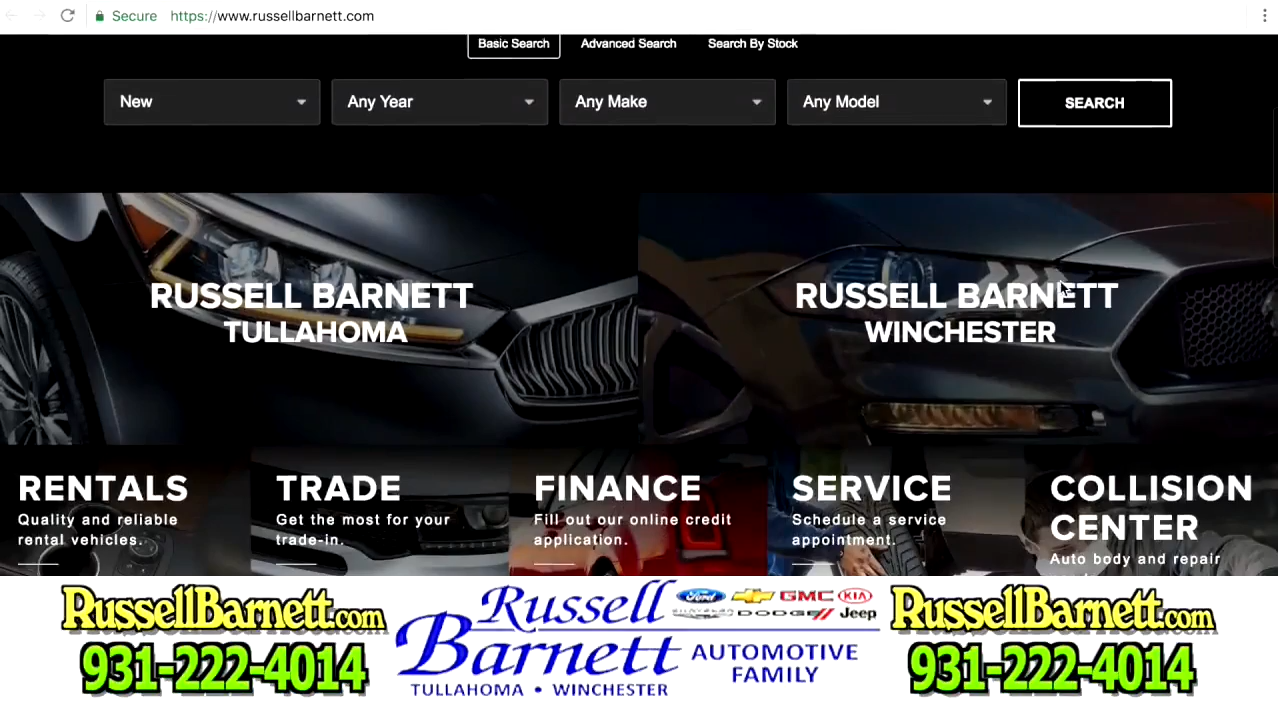 Secure https://www.russellbarnett.com
Basic Search Advanced Search Search By Stock
New Any Year Any Make Any Model SEARCH
RUSSELL BARNETT
TULLAHOMA
RUSSELL BARNETT
WINCHESTER
RENTALS
Quality and reliable
rental vehicles.
TRADE
Get the most for your
trade-in.
FINANCE
Fill out our online credit
application.
SERVICE
Schedule a service
appointment.
COLLISION
CENTER
Auto body and repair
RussellBarnett.com
931-222-4014
Russell
Barnett
TULLAHOMA • WINCHESTER
Ford GMC KIA
CHRYSLER DODGE Jeep
AUTOMOTIVE
FAMILY
RussellBarnett.com
931-222-4014